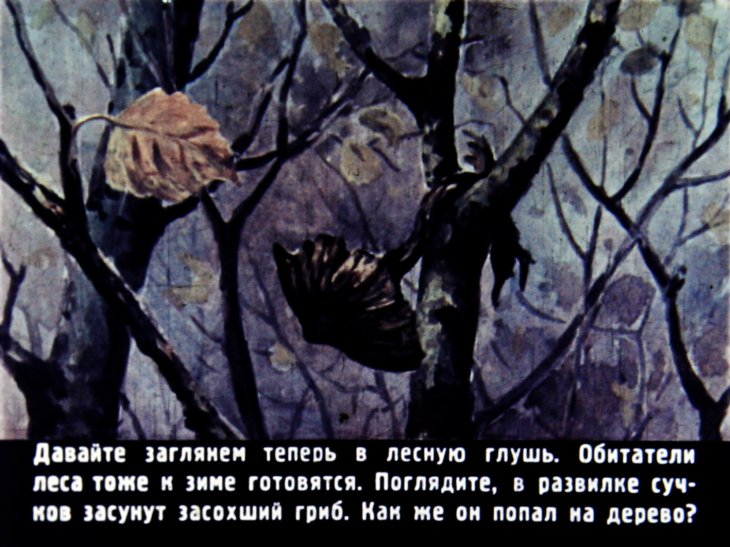 Давайте заглянем теперь в лесную глушь. Обитатели
леса тоже к зиме готовятся. Поглядите, в развилке суч-
ков засунут засохший гриб. Как же он попал на дерево?